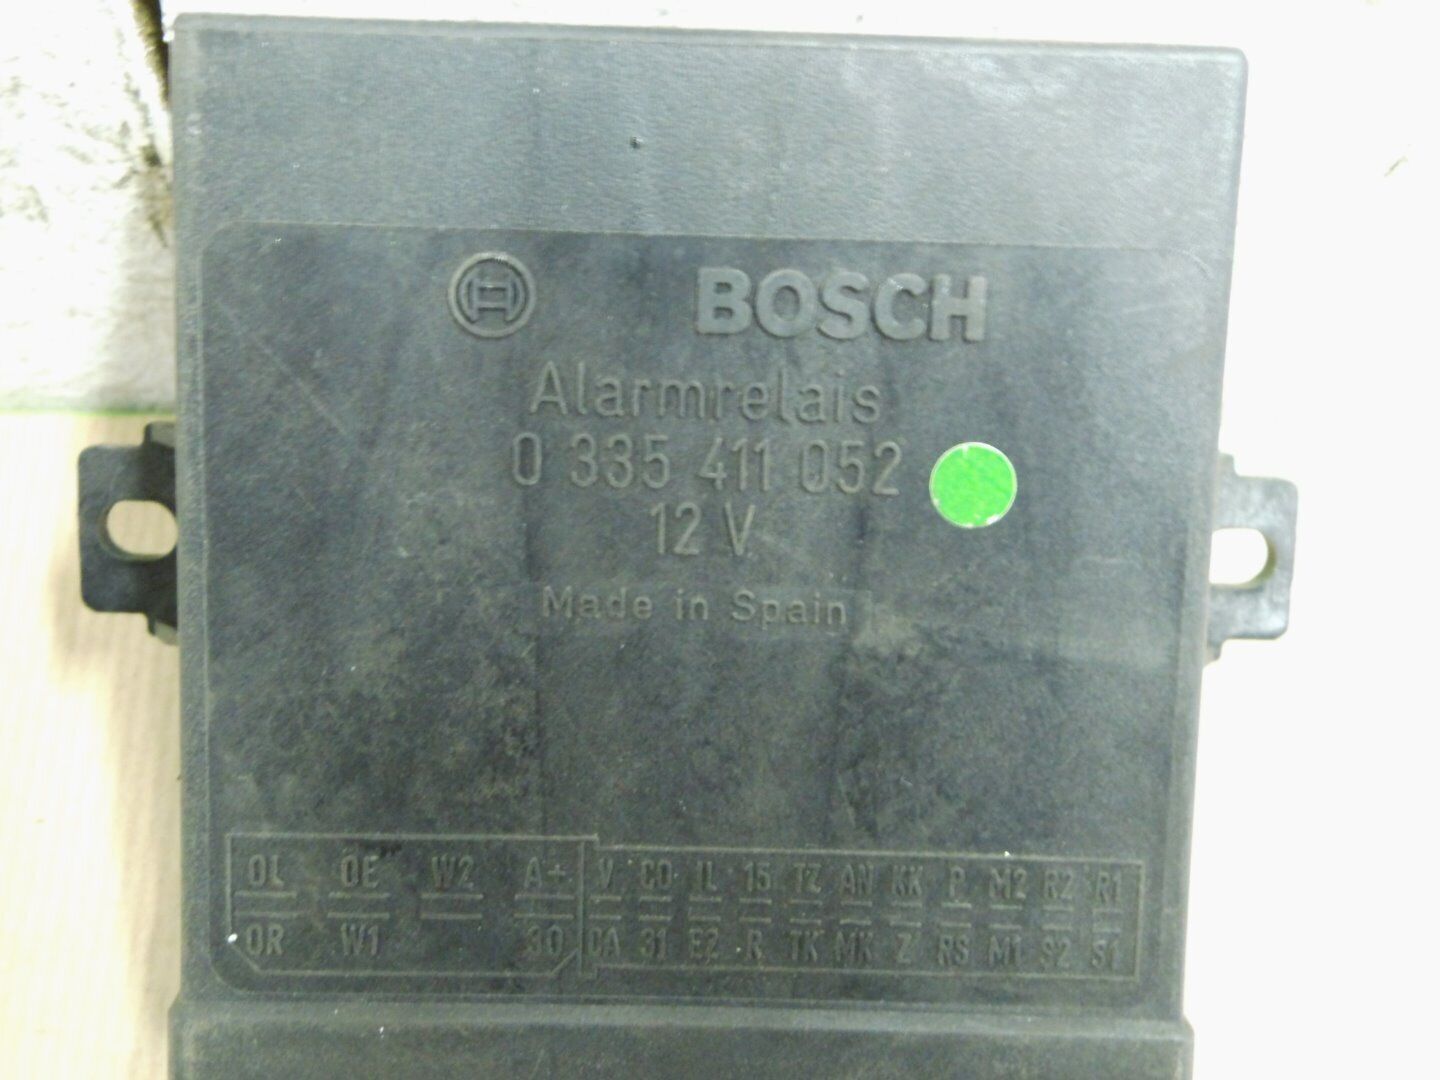 BOSCH
Alarmrelais
0 335 411 052
12 V
Made in Spain
OL OE W2 A+ V CO IL 15 TZ AN KK P M2 R2 R1
OR W1 30 CA 31 E2 R TK MK Z RS M1 S2 S1